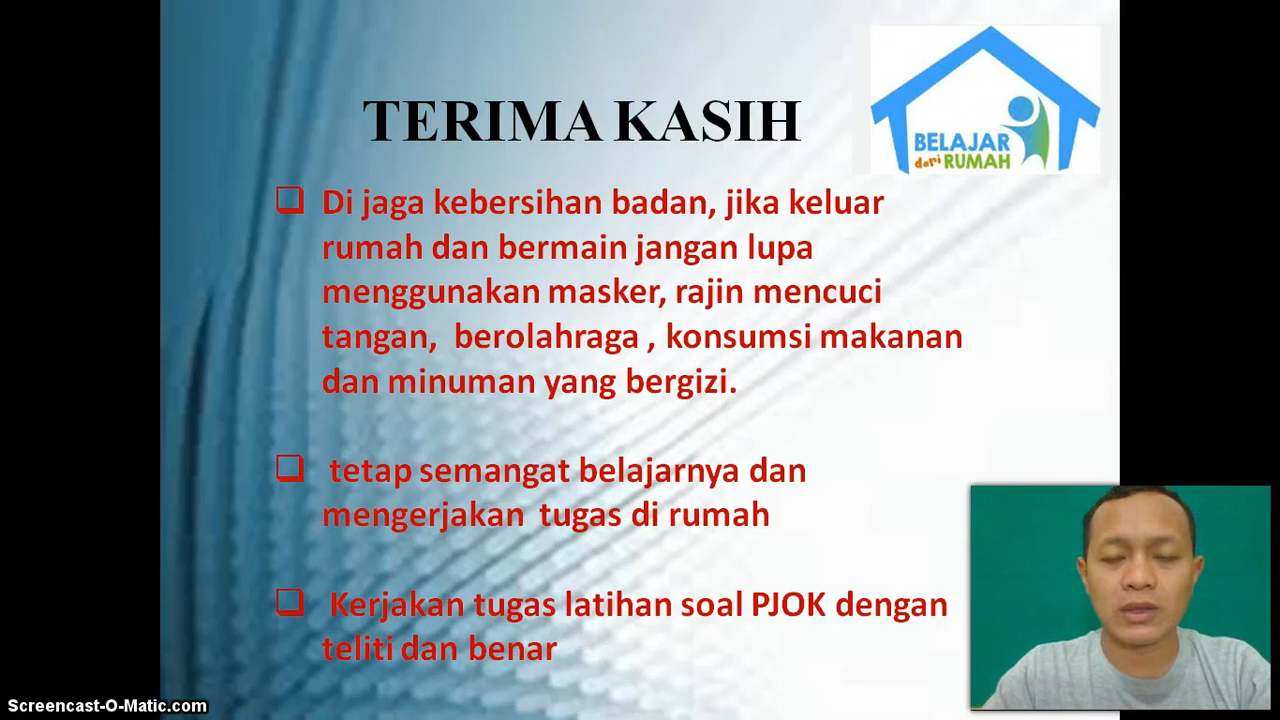 TERIMA KASIH
BELAJAR
dari RUMAH
Di jaga kebersihan badan, jika keluar
rumah dan bermain jangan lupa
menggunakan masker, rajin mencuci
tangan, berolahraga , konsumsi makanan
dan minuman yang bergizi.
tetap semangat belajarnya dan
mengerjakan tugas di rumah
Kerjakan tugas latihan soal PJOK dengan
teliti dan benar
Screencast-O-Matic.com